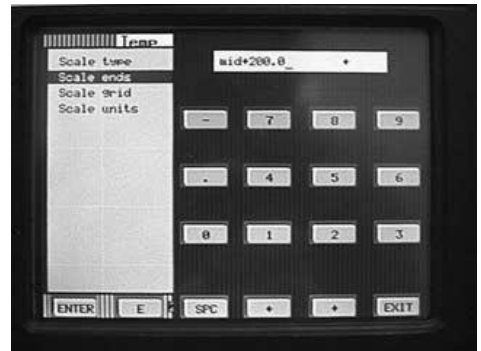 Temp
Scale type
Scale ends
Scale grid
Scale units
mid+200.0_ +
- 7 8 9
. 4 5 6
0 1 2 3
ENTER E SPC + + EXIT